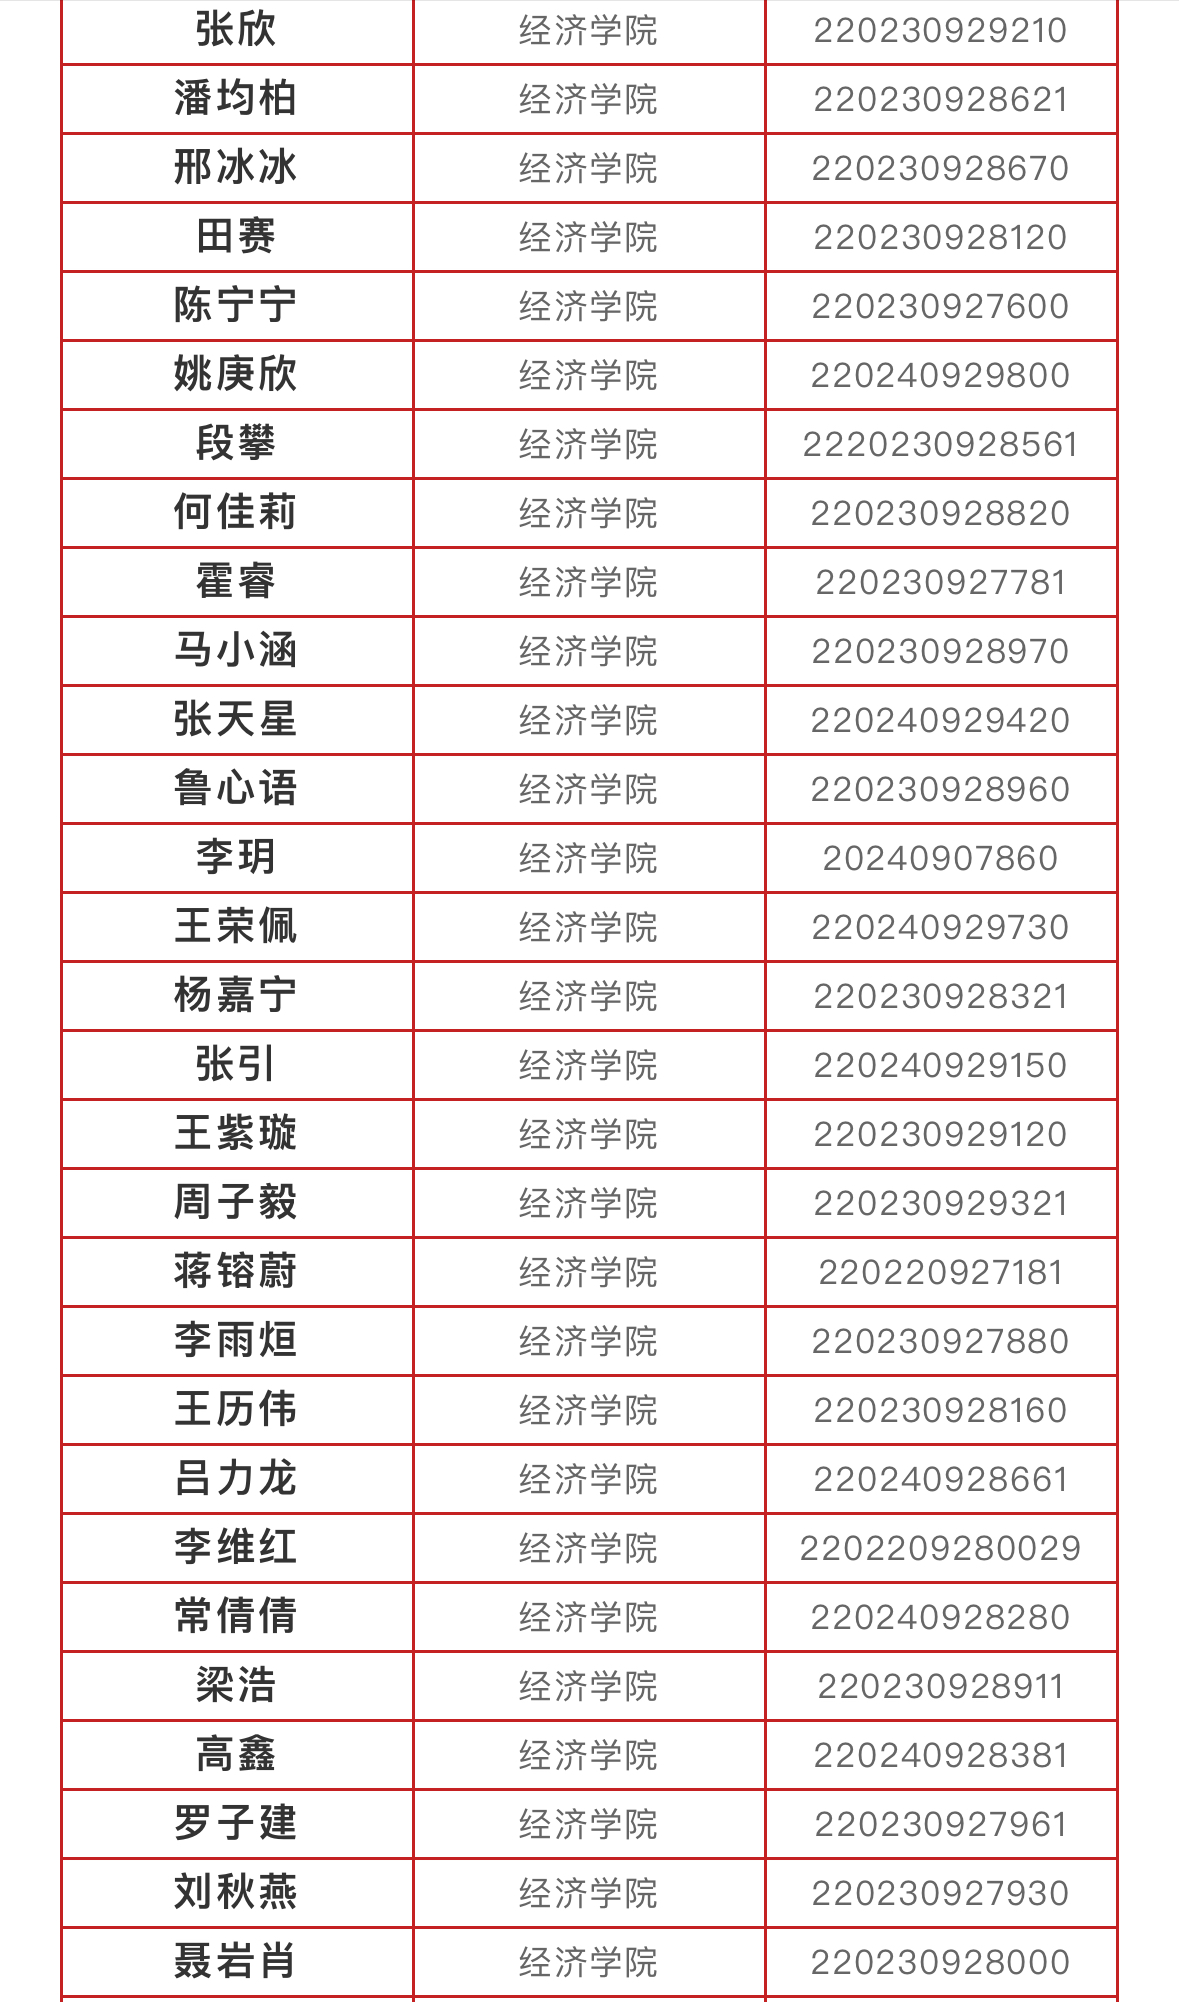 张欣 经济学院 220230929210
潘均柏 经济学院 220230928621
邢冰冰 经济学院 220230928670
田赛 经济学院 220230928120
陈宁宁 经济学院 220230927600
姚庚欣 经济学院 220240929800
段攀 经济学院 2220230928561
何佳莉 经济学院 220230928820
霍睿 经济学院 220230927781
马小涵 经济学院 220230928970
张天星 经济学院 220240929420
鲁心语 经济学院 220230928960
李玥 经济学院 20240907860
王荣佩 经济学院 220240929730
杨嘉宁 经济学院 220230928321
张引 经济学院 220240929150
王紫璇 经济学院 220230929120
周子毅 经济学院 220230929321
蒋镕蔚 经济学院 220220927181
李雨烜 经济学院 220230927880
王历伟 经济学院 220230928160
吕力龙 经济学院 220240928661
李维红 经济学院 2202209280029
常倩倩 经济学院 220240928280
梁浩 经济学院 220230928911
高鑫 经济学院 220240928381
罗子建 经济学院 220230927961
刘秋燕 经济学院 220230927930
聂岩肖 经济学院 220230928000